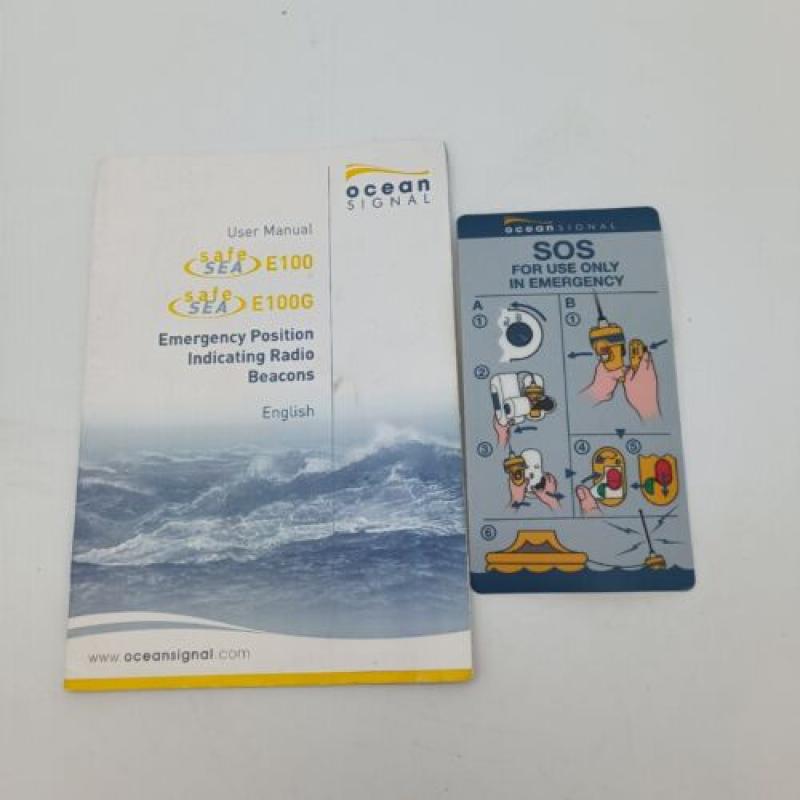 ocean
SIGNAL
User Manual
safe
SEA E100
safe
SEA E100G
Emergency Position
Indicating Radio
Beacons
English
www.oceansignal.com
ocean SIGNAL
SOS
FOR USE ONLY
IN EMERGENCY
A
B
1
1
2
3
4
5
6